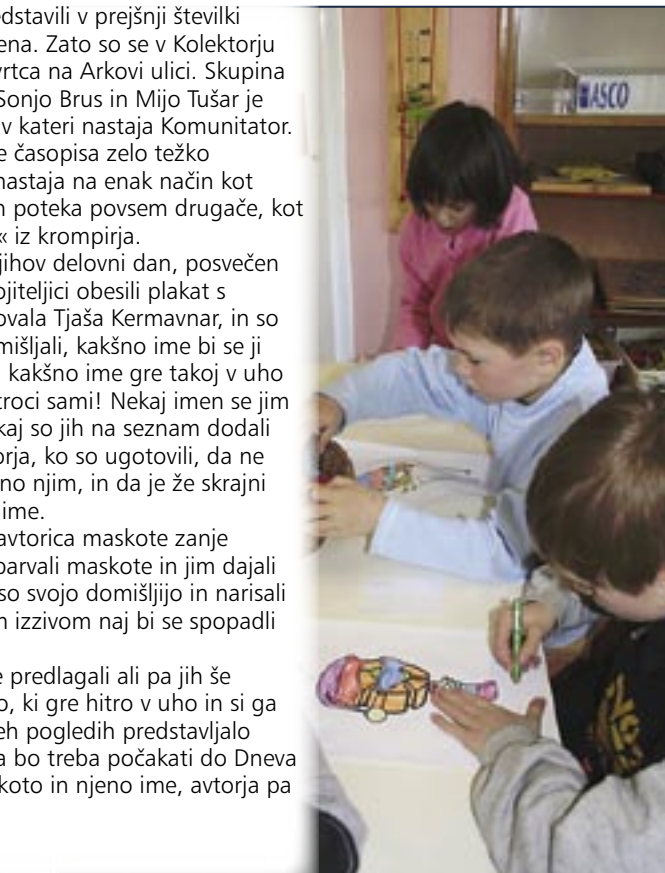 edstavili v prejšnji številki
ena. Zato so se v Kolektorju
vrtca na Arkovi ulici. Skupina
Sonjo Brus in Mijo Tušar je
v kateri nastaja Komunitator.
e časopisa zelo težko
nastaja na enak način kot
n poteka povsem drugače, kot
« iz krompirja.
jihov delovni dan, posvečen
ojiteljici obesili plakat s
ovala Tjaša Kermavnar, in so
mišljali, kakšno ime bi se ji
kakšno ime gre takoj v uho
troci sami! Nekaj imen se jim
kaj so jih na seznam dodali
orja, ko so ugotovili, da ne
no njim, in da je že skrajni
ime.
avtorica maskote zanje
barvali maskote in jim dajali
so svojo domišljijo in narisali
m izzivom naj bi se spopadli
e predlagali ali pa jih še
o, ki gre hitro v uho in si ga
eh pogledih predstavljalo
a bo treba počakati do Dneva
koto in njeno ime, avtorja pa
ASCO